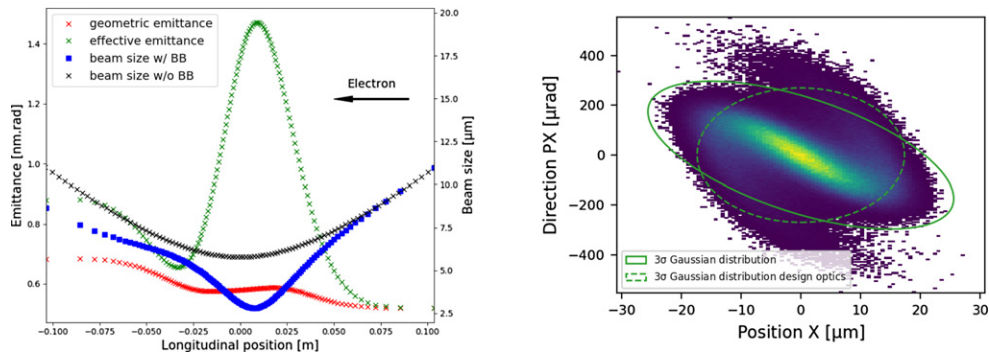 geometric emittance
effective emittance
beam size w/ BB
beam size w/o BB
Electron
Emittance [nm.rad]
1.4
1.2
1.0
0.8
0.6
Beam size [μm]
20.0
17.5
15.0
12.5
10.0
7.5
5.0
2.5
-0.100 -0.075 -0.050 -0.025 0.000 0.025 0.050 0.075 0.100
Longitudinal position [m]
Direction PX [μrad]
400
200
0
−200
−400
3σ Gaussian distribution
3σ Gaussian distribution design optics
−30 −20 −10 0 10 20 30
Position X [μm]